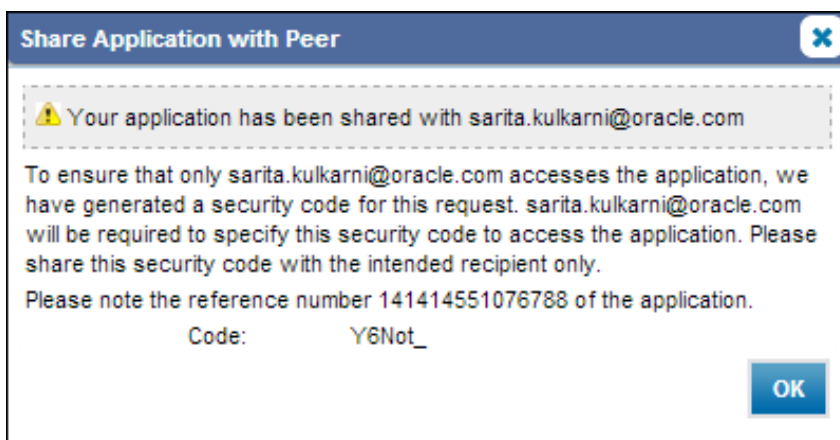 Share Application with Peer
Your application has been shared with sarita.kulkarni@oracle.com
To ensure that only sarita.kulkarni@oracle.com accesses the application, we
have generated a security code for this request. sarita.kulkarni@oracle.com
will be required to specify this security code to access the application. Please
share this security code with the intended recipient only.
Please note the reference number 141414551076788 of the application.
Code: Y6Not_
OK